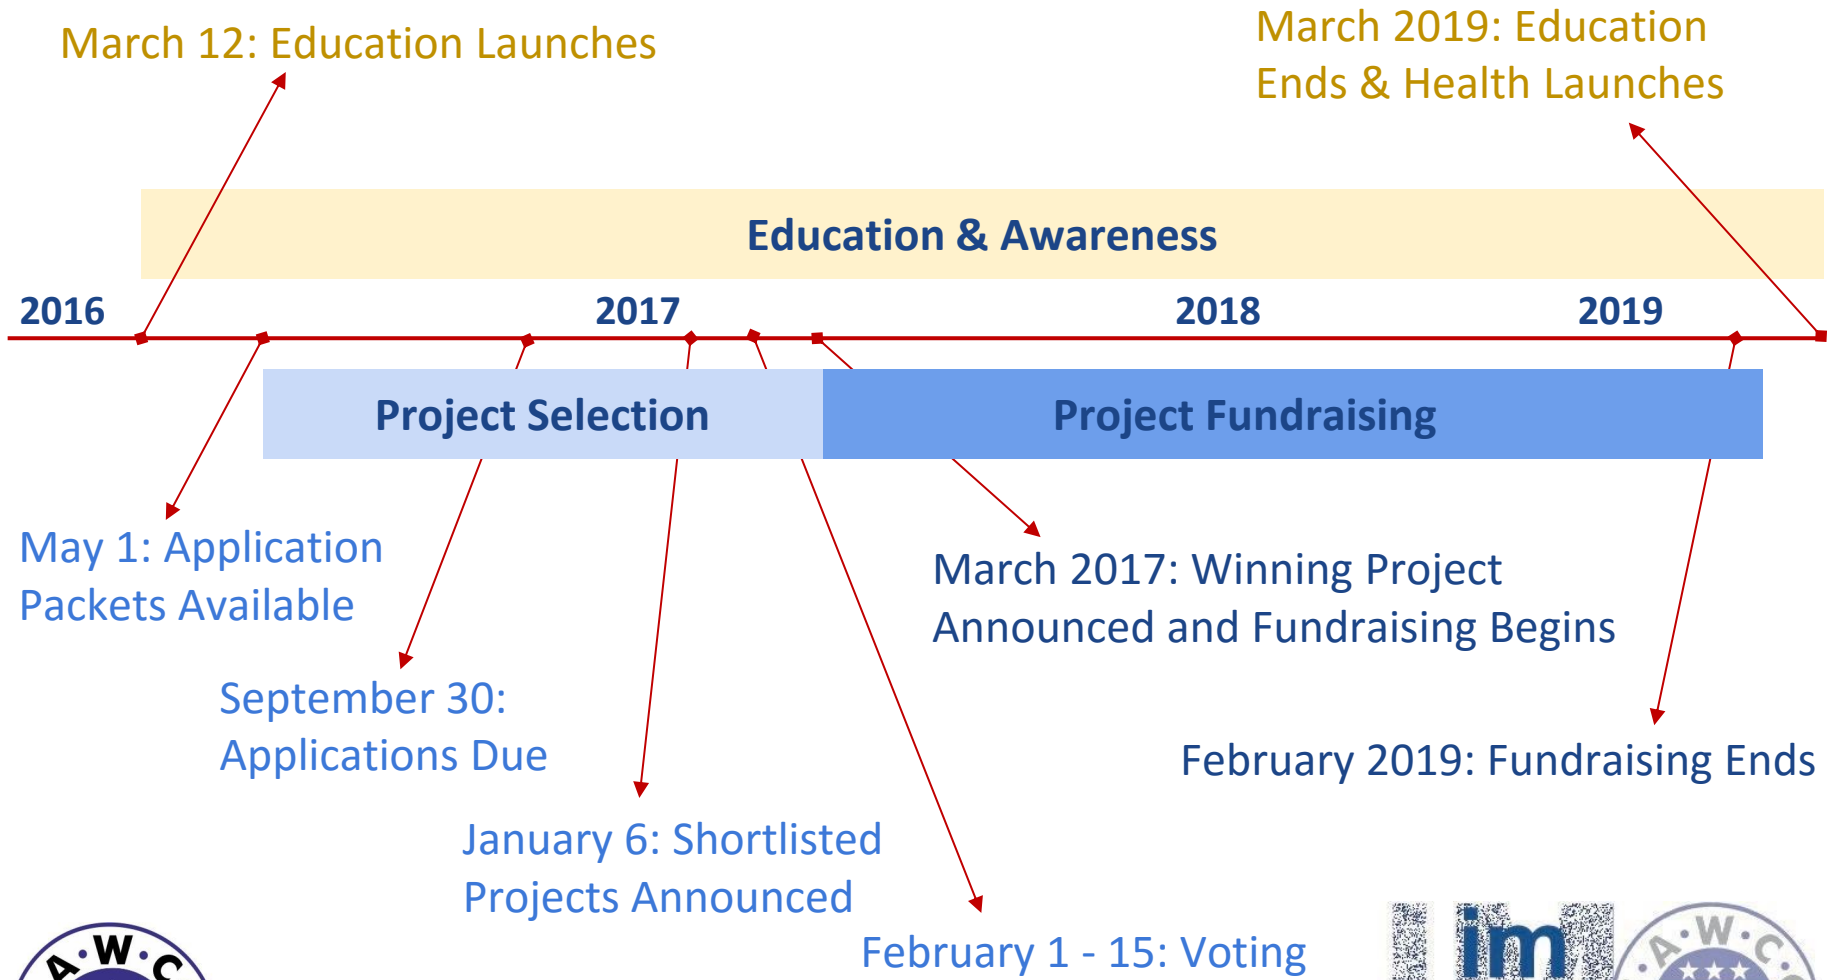 March 12: Education Launches
March 2019: Education
Ends & Health Launches
Education & Awareness
2016
2017
2018
2019
Project Selection
Project Fundraising
May 1: Application
Packets Available
March 2017: Winning Project
Announced and Fundraising Begins
September 30:
Applications Due
February 2019: Fundraising Ends
January 6: Shortlisted
Projects Announced
February 1 - 15: Voting
A.W.C
im
A.W.C